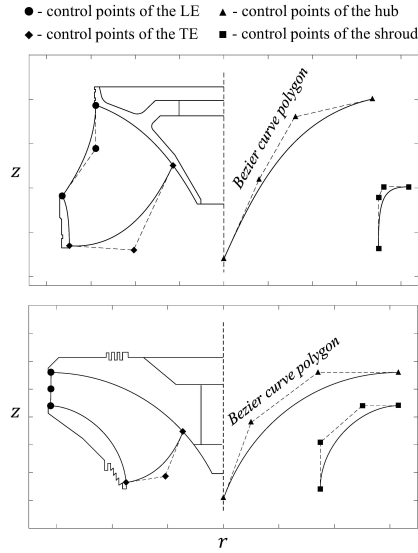 ● - control points of the LE ▲ - control points of the hub
◆ - control points of the TE ■ - control points of the shroud
z
Bezier curve polygon
z
Bezier curve polygon
r